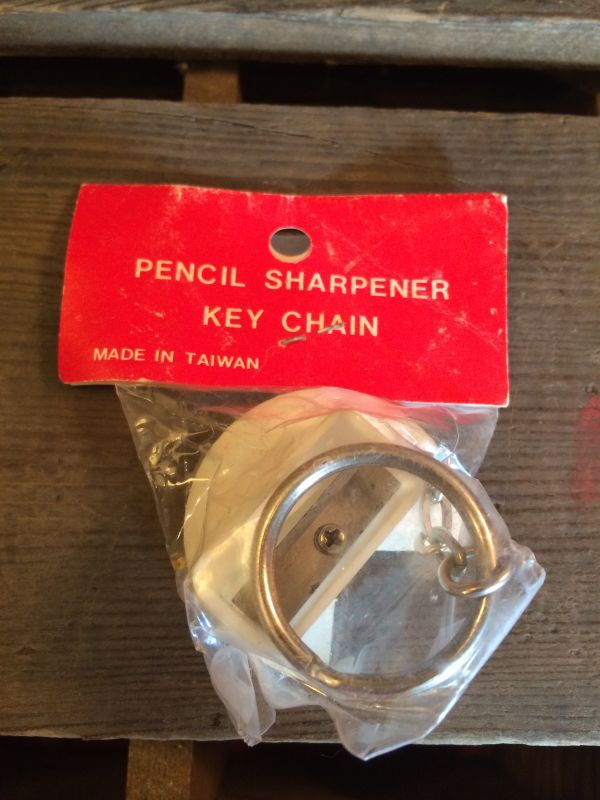 PENCIL SHARPENER
KEY CHAIN
MADE IN TAIWAN